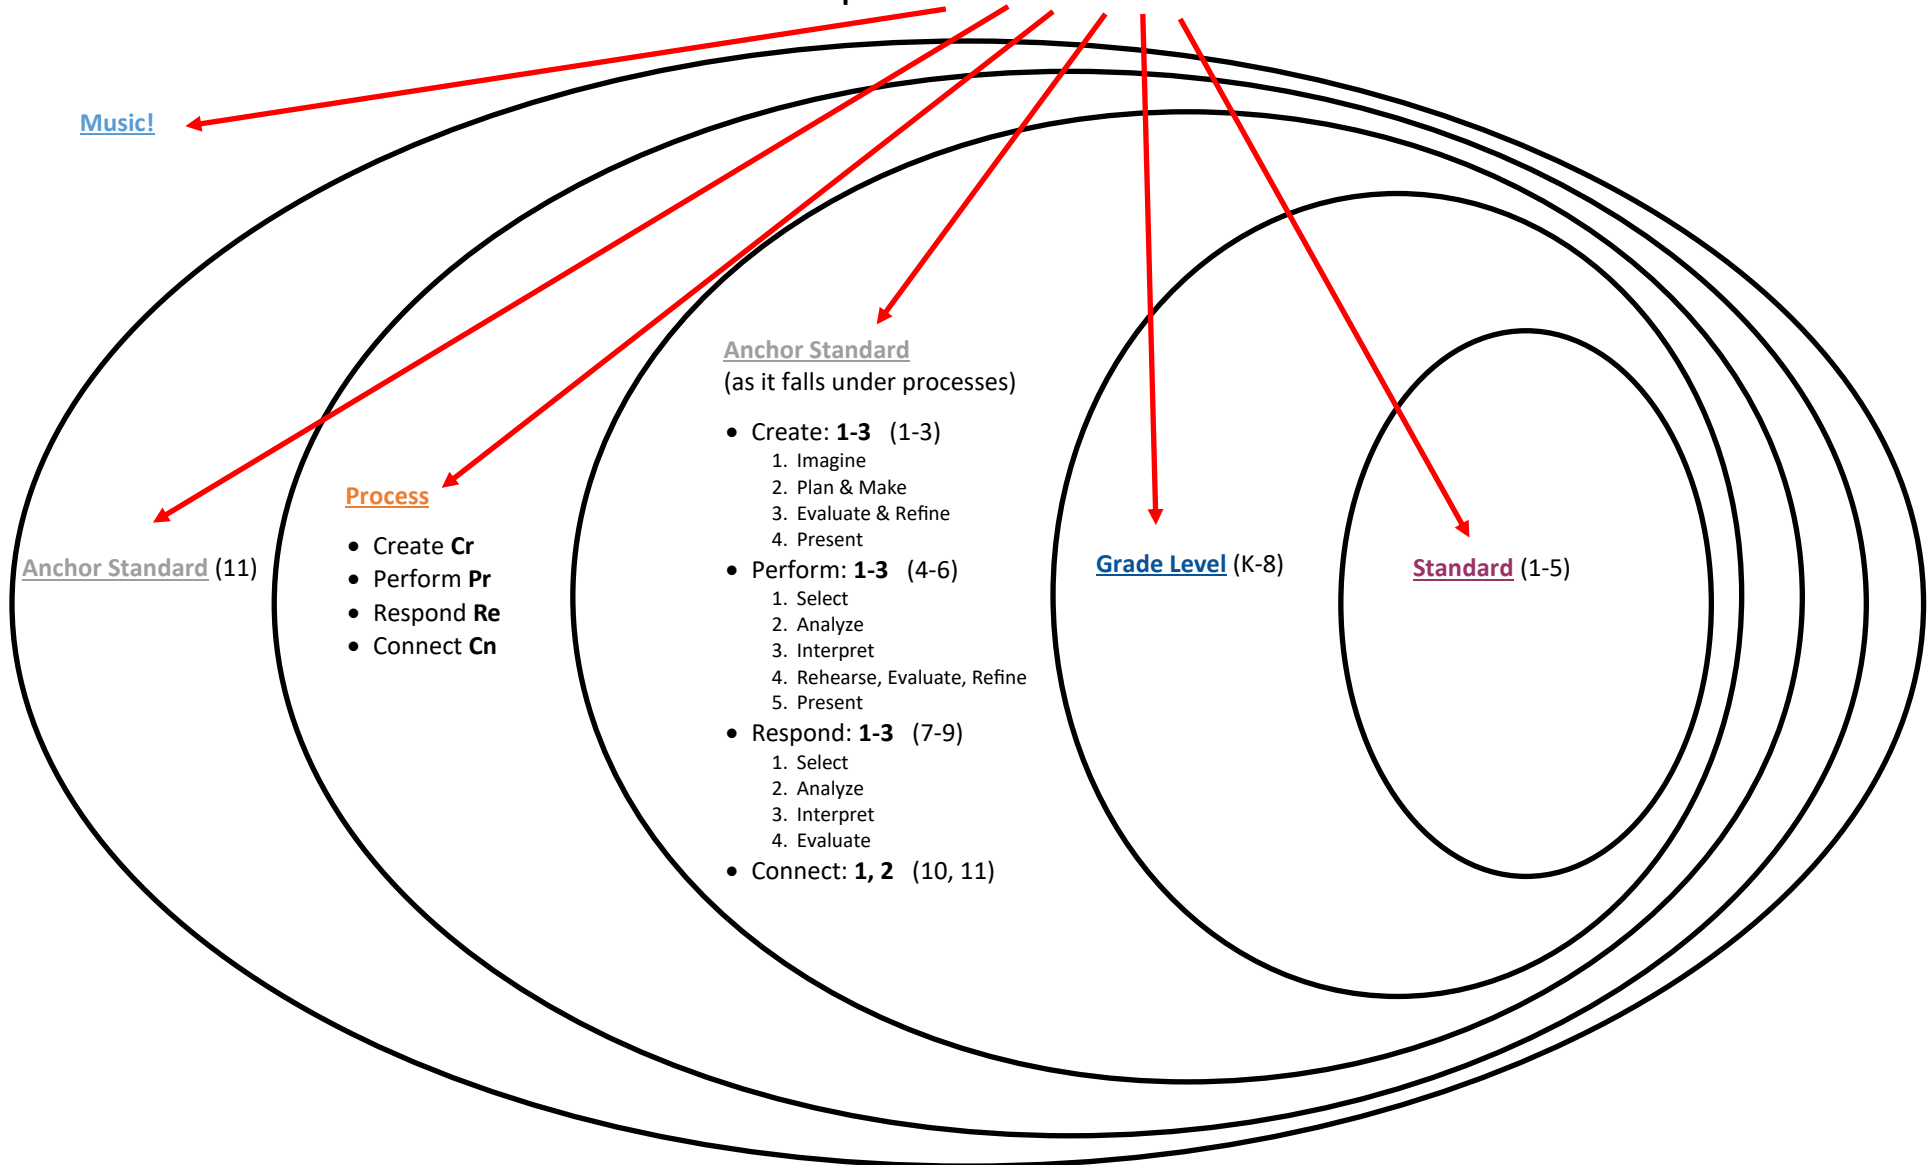 Music!
Anchor Standard (11)
Process
• Create Cr
• Perform Pr
• Respond Re
• Connect Cn
Anchor Standard
(as it falls under processes)
• Create: 1-3 (1-3)
1. Imagine
2. Plan & Make
3. Evaluate & Refine
4. Present
• Perform: 1-3 (4-6)
1. Select
2. Analyze
3. Interpret
4. Rehearse, Evaluate, Refine
5. Present
• Respond: 1-3 (7-9)
1. Select
2. Analyze
3. Interpret
4. Evaluate
• Connect: 1, 2 (10, 11)
Grade Level (K-8)
Standard (1-5)